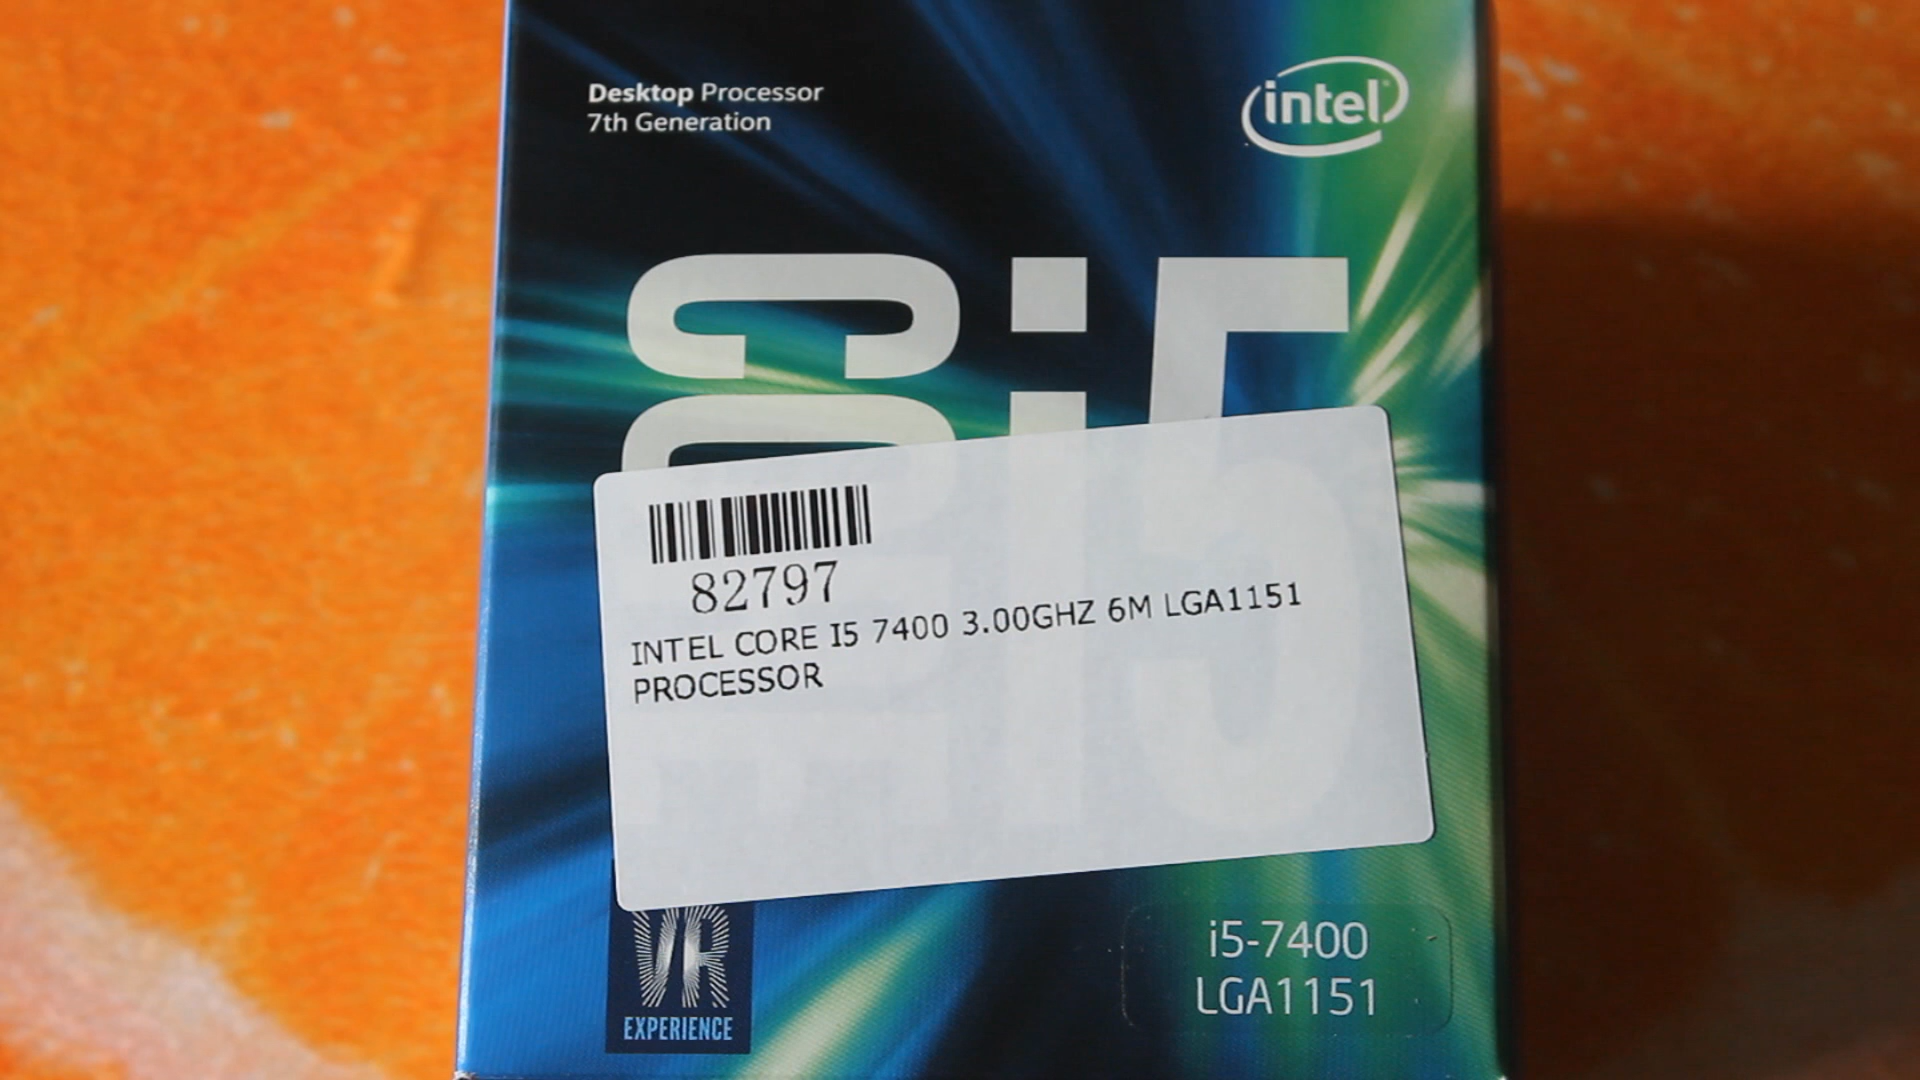 Desktop Processor
7th Generation
intel
i5
82797
INTEL CORE I5 7400 3.00GHZ 6M LGA1151
PROCESSOR
VR
EXPERIENCE
i5-7400
LGA1151